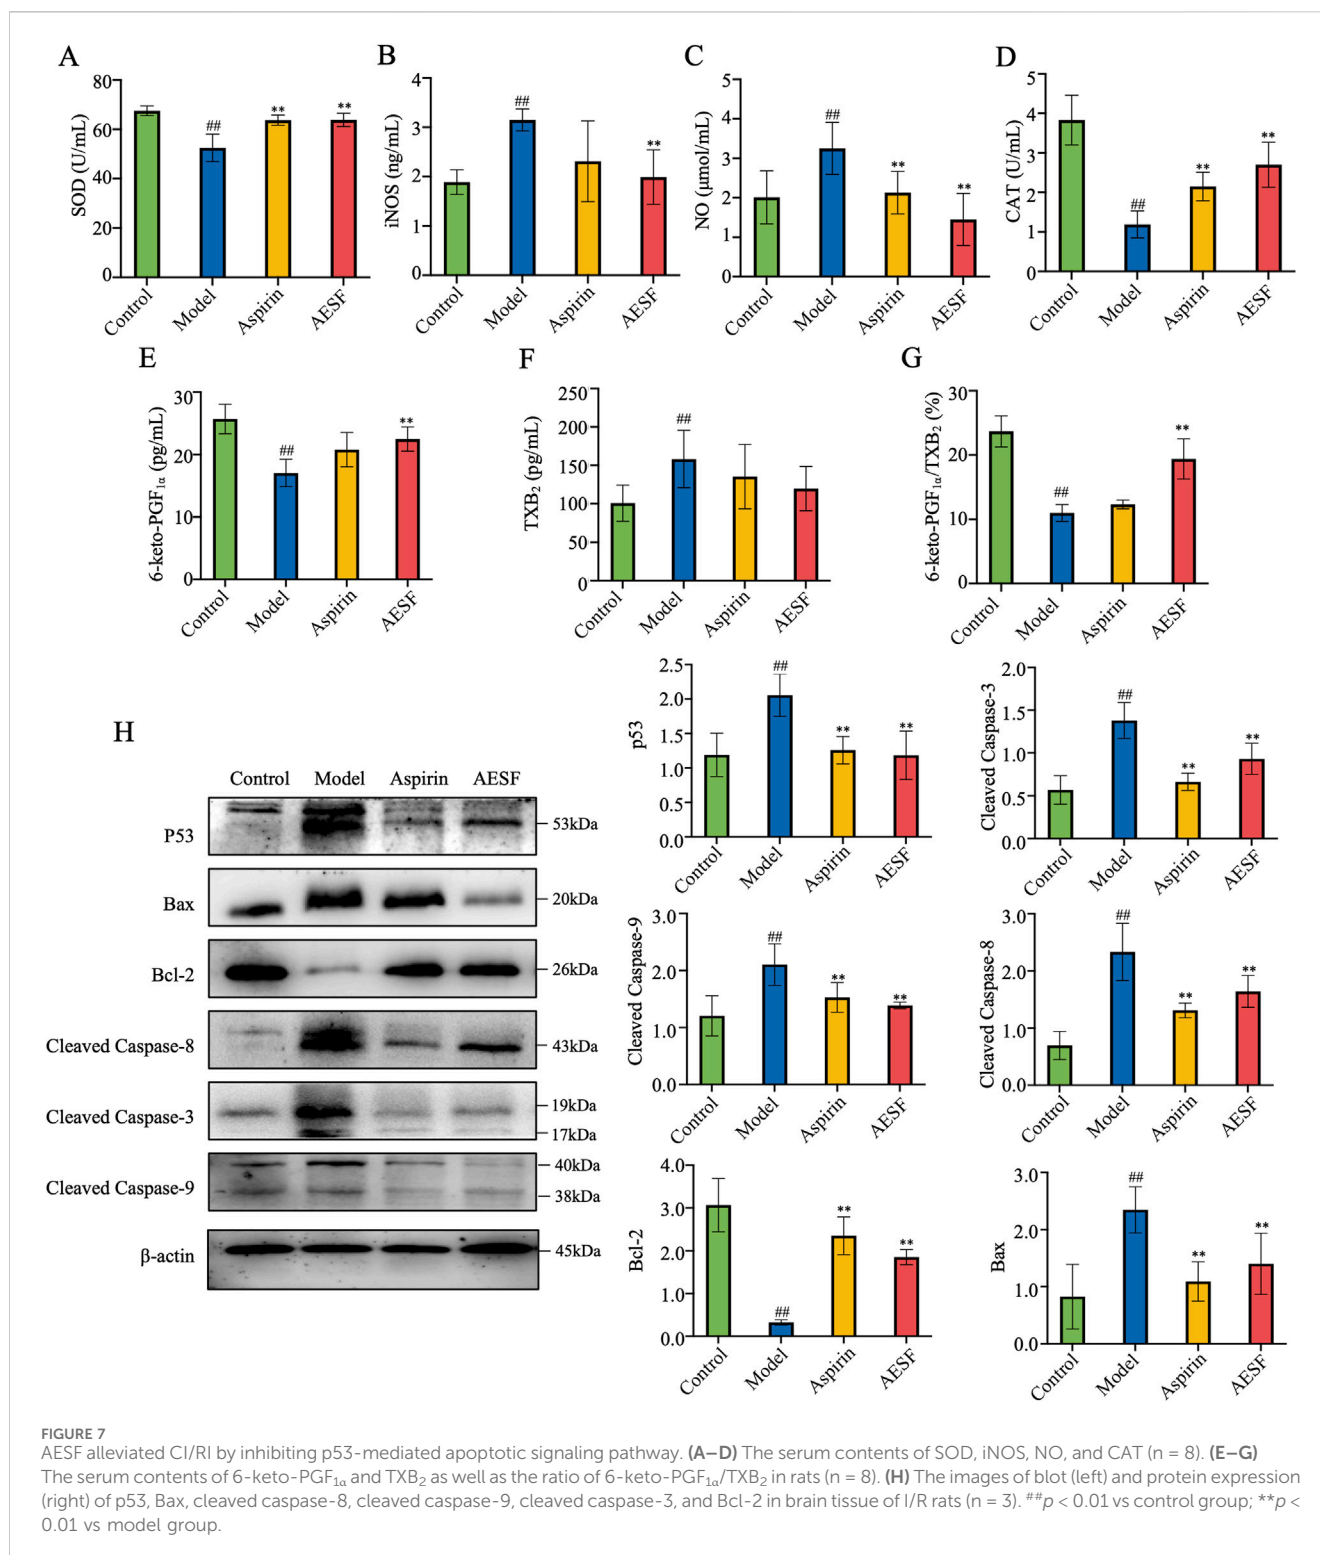 A
SOD (U/mL)
80
60
40
20
0
##
**
**
Control
Model
Aspirin
AESF
B
iNOS (ng/mL)
4
3
2
1
0
##
**
Control
Model
Aspirin
AESF
C
NO (μmol/mL)
5
4
3
2
1
0
##
**
**
Control
Model
Aspirin
AESF
D
CAT (U/mL)
5
4
3
2
1
0
##
**
**
Control
Model
Aspirin
AESF
E
6-keto-PGF1α (pg/mL)
30
20
10
0
##
**
Control
Model
Aspirin
AESF
F
TXB2 (pg/mL)
250
200
150
100
50
0
##
Control
Model
Aspirin
AESF
G
6-keto-PGF1α/TXB2 (%)
30
20
10
0
##
**
Control
Model
Aspirin
AESF
H
Control Model Aspirin AESF
P53 53kDa
Bax 20kDa
Bcl-2 26kDa
Cleaved Caspase-8 43kDa
Cleaved Caspase-3 19kDa
17kDa
Cleaved Caspase-9 40kDa
38kDa
β-actin 45kDa
p53
2.5
2.0
1.5
1.0
0.5
0.0
##
**
**
Control
Model
Aspirin
AESF
Cleaved Caspase-3
2.0
1.5
1.0
0.5
0.0
##
**
**
Control
Model
Aspirin
AESF
Cleaved Caspase-9
3.0
2.0
1.0
0.0
##
**
**
Control
Model
Aspirin
AESF
Cleaved Caspase-8
3.0
2.0
1.0
0.0
##
**
**
Control
Model
Aspirin
AESF
Bcl-2
4.0
3.0
2.0
1.0
0.0
##
**
**
Control
Model
Aspirin
AESF
Bax
3.0
2.0
1.0
0.0
##
**
**
Control
Model
Aspirin
AESF
FIGURE 7
AESF alleviated CI/RI by inhibiting p53-mediated apoptotic signaling pathway. (A–D) The serum contents of SOD, iNOS, NO, and CAT (n = 8). (E–G)
The serum contents of 6-keto-PGF1α and TXB2 as well as the ratio of 6-keto-PGF1α/TXB2 in rats (n = 8). (H) The images of blot (left) and protein expression
(right) of p53, Bax, cleaved caspase-8, cleaved caspase-9, cleaved caspase-3, and Bcl-2 in brain tissue of I/R rats (n = 3). ##p < 0.01 vs control group; **p <
0.01 vs model group.